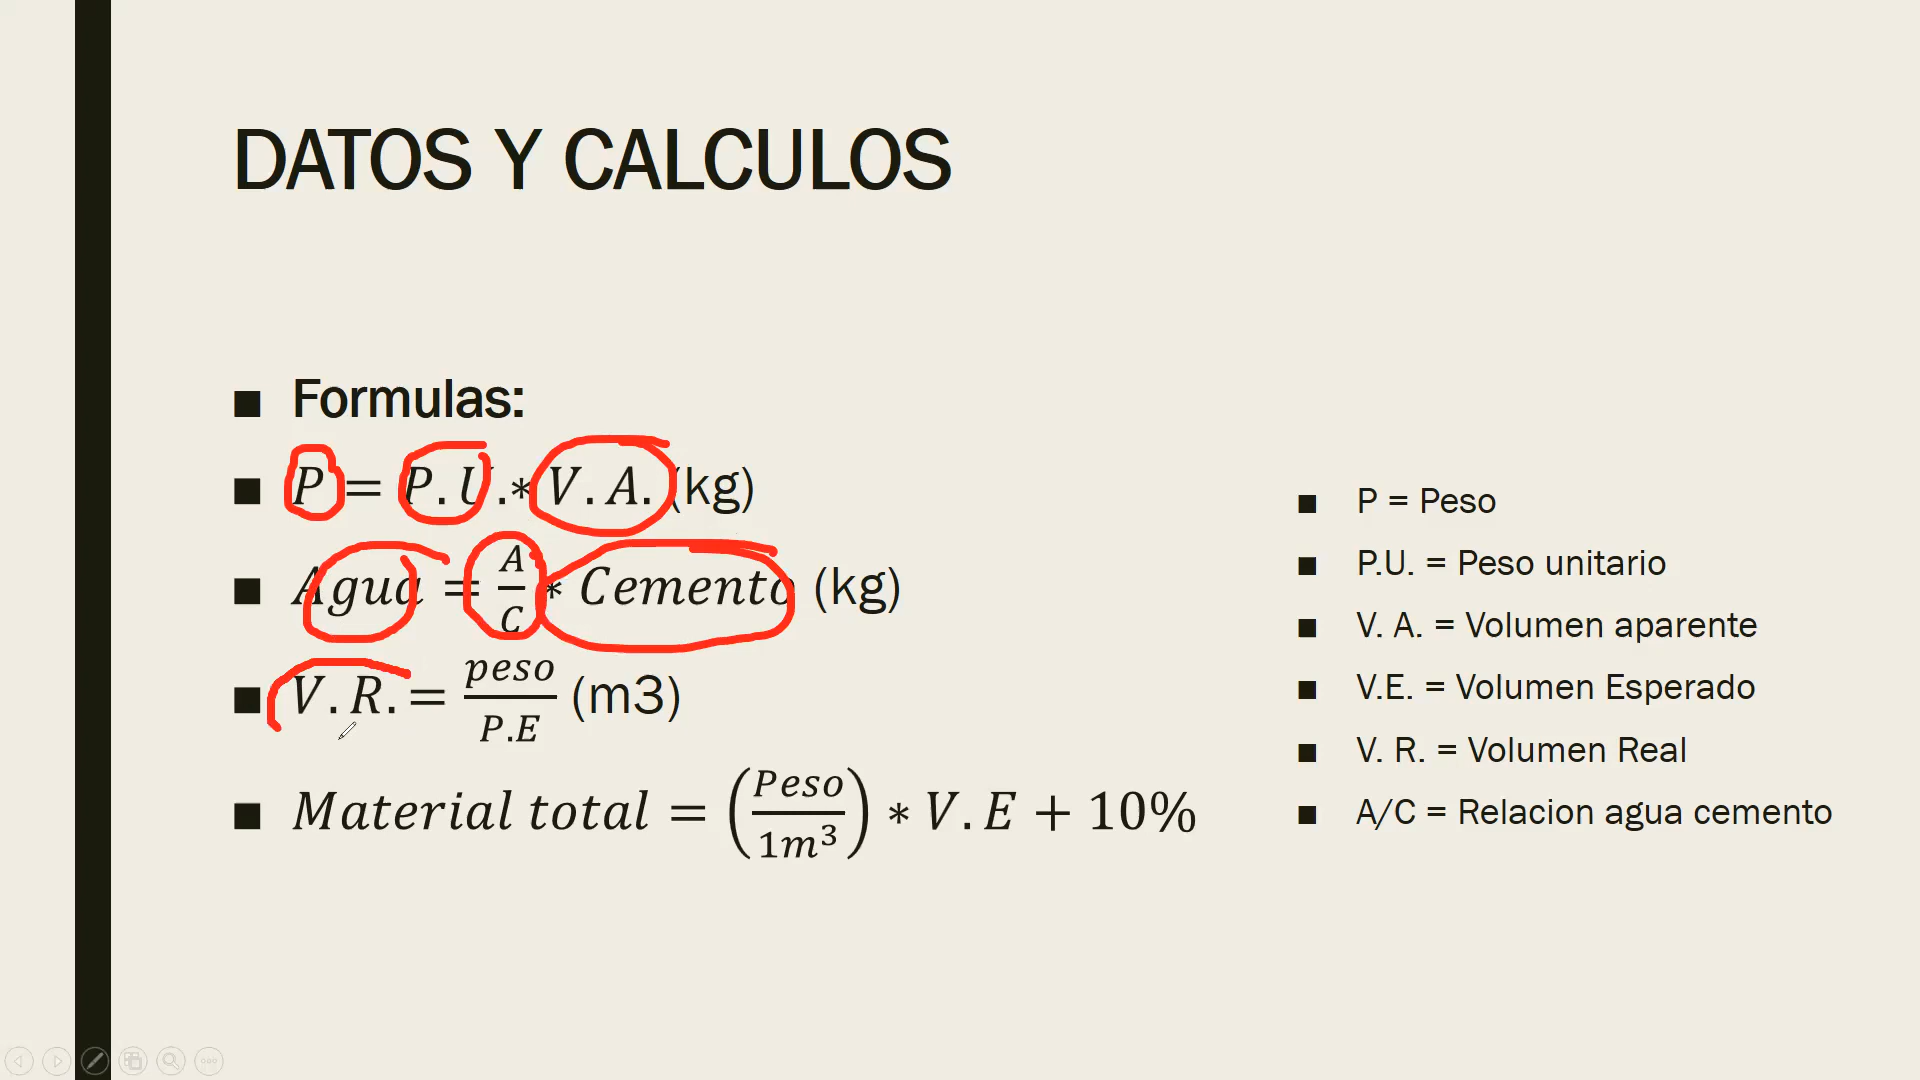 DATOS Y CALCULOS
Formulas:
P = P.U.* V.A. (kg)
Agua = A/C * Cemento (kg)
V.R. = peso/P.E (m3)
Material total = (Peso/1m³) * V.E + 10%
P = Peso
P.U. = Peso unitario
V. A. = Volumen aparente
V.E. = Volumen Esperado
V. R. = Volumen Real
A/C = Relacion agua cemento